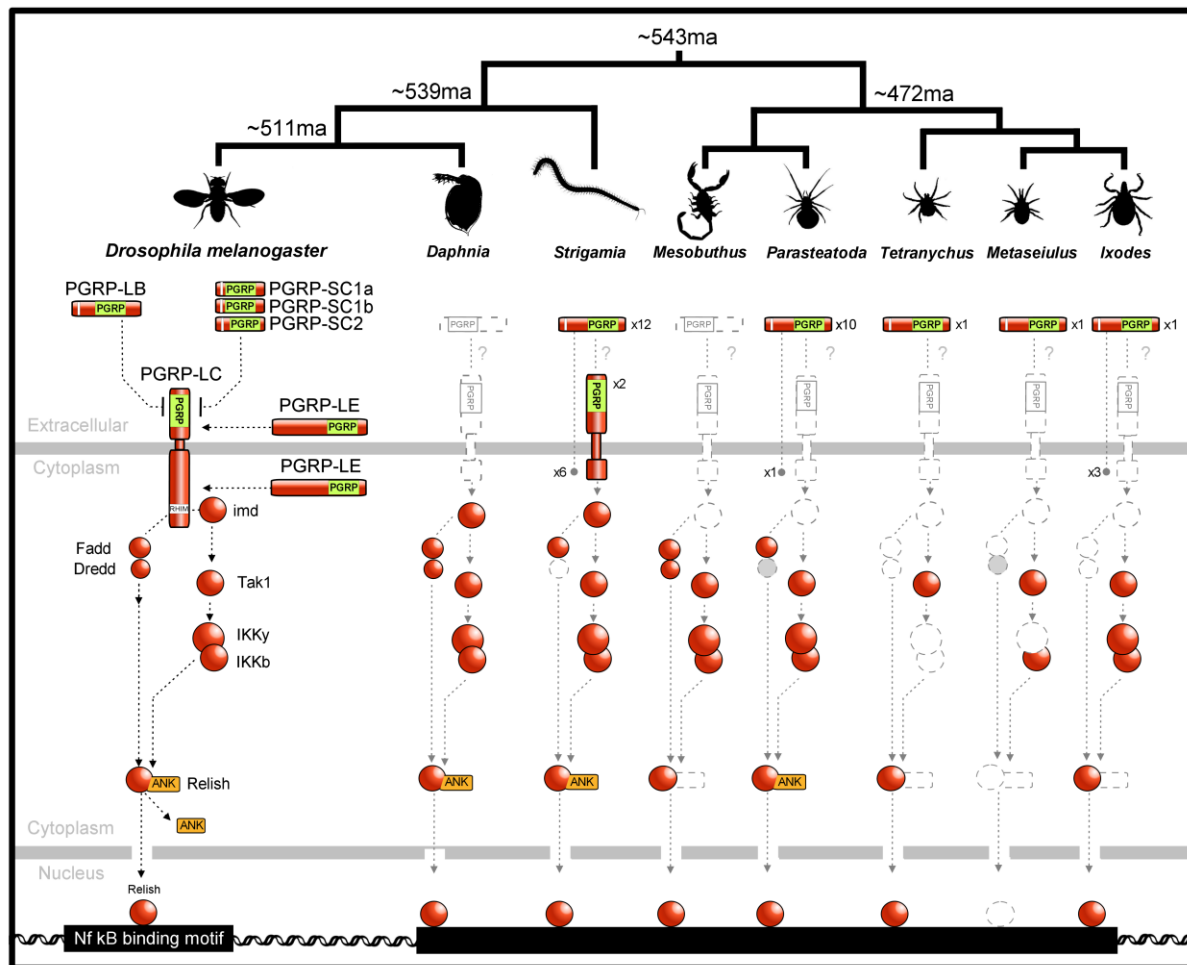 ~543ma
~539ma
~472ma
~511ma
Drosophila melanogaster
Daphnia
Strigamia
Mesobuthus
Parasteatoda
Tetranychus
Metaseiulus
Ixodes
PGRP-LB
PGRP
PGRP PGRP-SC1a
PGRP PGRP-SC1b
PGRP PGRP-SC2
PGRP
PGRP x12
PGRP
PGRP x10
PGRP x1
PGRP x1
PGRP x1
? ? ? ? ? ? ?
PGRP-LC
PGRP
PGRP
PGRP x2
PGRP
PGRP
PGRP
PGRP
PGRP
PGRP-LE
PGRP
Extracellular
Cytoplasm
PGRP-LE
PGRP
x6
x1
x3
RHIM
imd
Fadd
Dredd
Tak1
IKKy
IKKb
ANK Relish
ANK
ANK
ANK
ANK
Cytoplasm
Nucleus
Relish
Nf kB binding motif